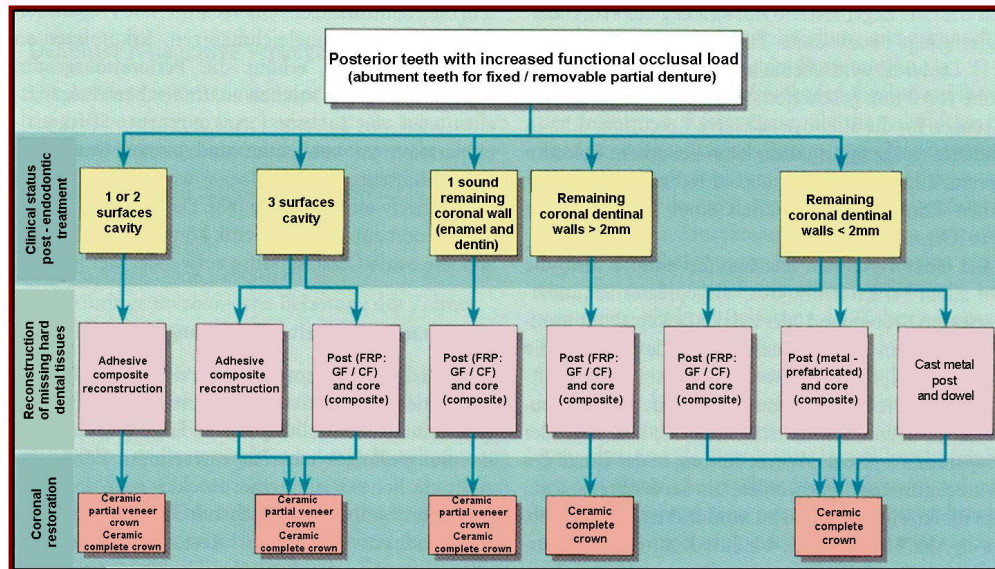 Posterior teeth with increased functional occlusal load
(abutment teeth for fixed / removable partial denture)
Clinical status
post - endodontic
treatment
1 or 2
surfaces
cavity
3 surfaces
cavity
1 sound
remaining
coronal wall
(enamel and
dentin)
Remaining
coronal dentinal
walls > 2mm
Remaining
coronal dentinal
walls < 2mm
Reconstruction
of missing hard
dental tissues
Adhesive
composite
reconstruction
Adhesive
composite
reconstruction
Post (FRP:
GF / CF)
and core
(composite)
Post (FRP:
GF / CF)
and core
(composite)
Post (FRP:
GF / CF)
and core
(composite)
Post (FRP:
GF / CF)
and core
(composite)
Post (metal -
prefabricated)
and core
(composite)
Cast metal
post
and dowel
Coronal
restoration
Ceramic
partial veneer
crown
Ceramic
complete crown
Ceramic
partial veneer
crown
Ceramic
complete crown
Ceramic
partial veneer
crown
Ceramic
complete crown
Ceramic
complete
crown
Ceramic
complete
crown